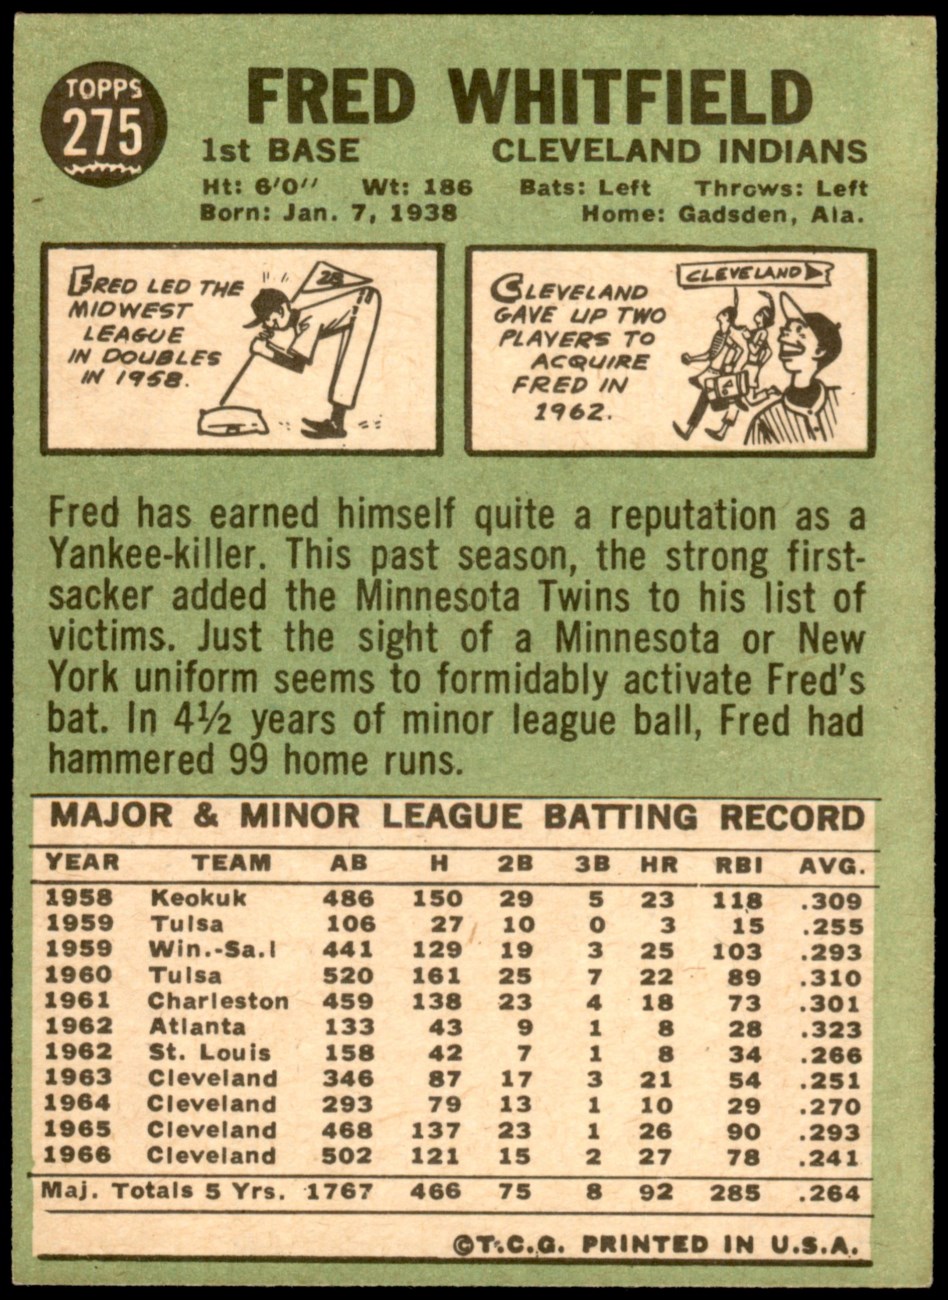 TOPPS
275
FRED WHITFIELD
1st BASE CLEVELAND INDIANS
Ht: 6'0" Wt: 186 Bats: Left Throws: Left
Born: Jan. 7, 1938 Home: Gadsden, Ala.
FRED LED THE
MIDWEST
LEAGUE
IN DOUBLES
IN 1958.
28
CLEVELAND
GAVE UP TWO
PLAYERS TO
ACQUIRE
FRED IN
1962.
CLEVELAND
Fred has earned himself quite a reputation as a
Yankee-killer. This past season, the strong first-
sacker added the Minnesota Twins to his list of
victims. Just the sight of a Minnesota or New
York uniform seems to formidably activate Fred's
bat. In 4½ years of minor league ball, Fred had
hammered 99 home runs.
MAJOR & MINOR LEAGUE BATTING RECORD
YEAR TEAM AB H 2B 3B HR RBI AVG.
1958 Keokuk 486 150 29 5 23 118 .309
1959 Tulsa 106 27 10 0 3 15 .255
1959 Win.-Sa.l 441 129 19 3 25 103 .293
1960 Tulsa 520 161 25 7 22 89 .310
1961 Charleston 459 138 23 4 18 73 .301
1962 Atlanta 133 43 9 1 8 28 .323
1962 St. Louis 158 42 7 1 8 34 .266
1963 Cleveland 346 87 17 3 21 54 .251
1964 Cleveland 293 79 13 1 10 29 .270
1965 Cleveland 468 137 23 1 26 90 .293
1966 Cleveland 502 121 15 2 27 78 .241
Maj. Totals 5 Yrs. 1767 466 75 8 92 285 .264
©T.C.G. PRINTED IN U.S.A.